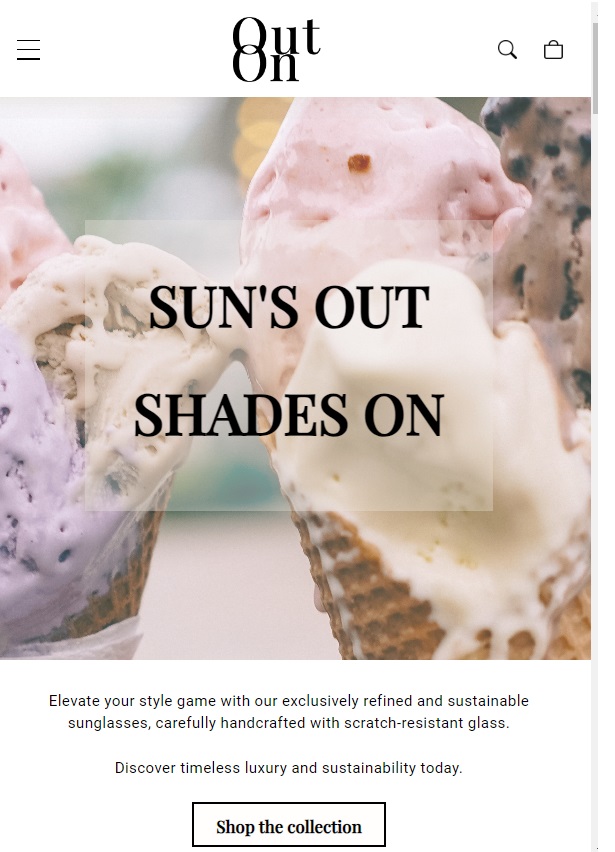 Out
On
SUN'S OUT
SHADES ON
Elevate your style game with our exclusively refined and sustainable
sunglasses, carefully handcrafted with scratch-resistant glass.
Discover timeless luxury and sustainability today.
Shop the collection